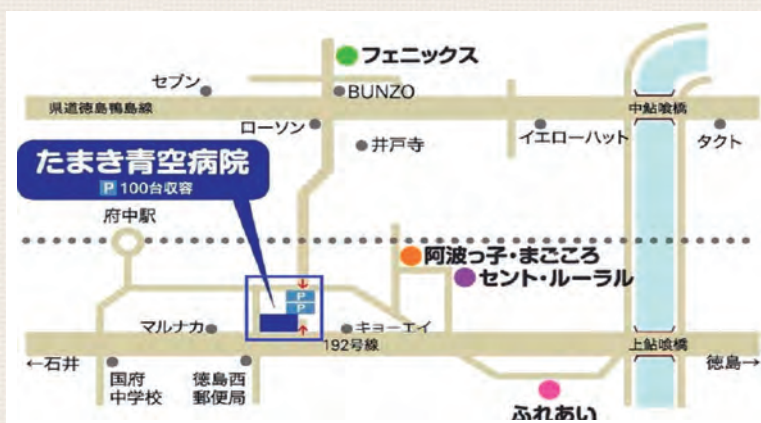 フェニックス
セブン
BUNZO
県道徳島鴨島線
中鮎喰橋
ローソン
井戸寺
イエローハット
タクト
たまき青空病院
P 100台収容
府中駅
阿波っ子・まごころ
セント・ルーラル
P
P
マルナカ
キョーエイ
192号線
上鮎喰橋
←石井
徳島→
国府
中学校
徳島西
郵便局
ふれあい